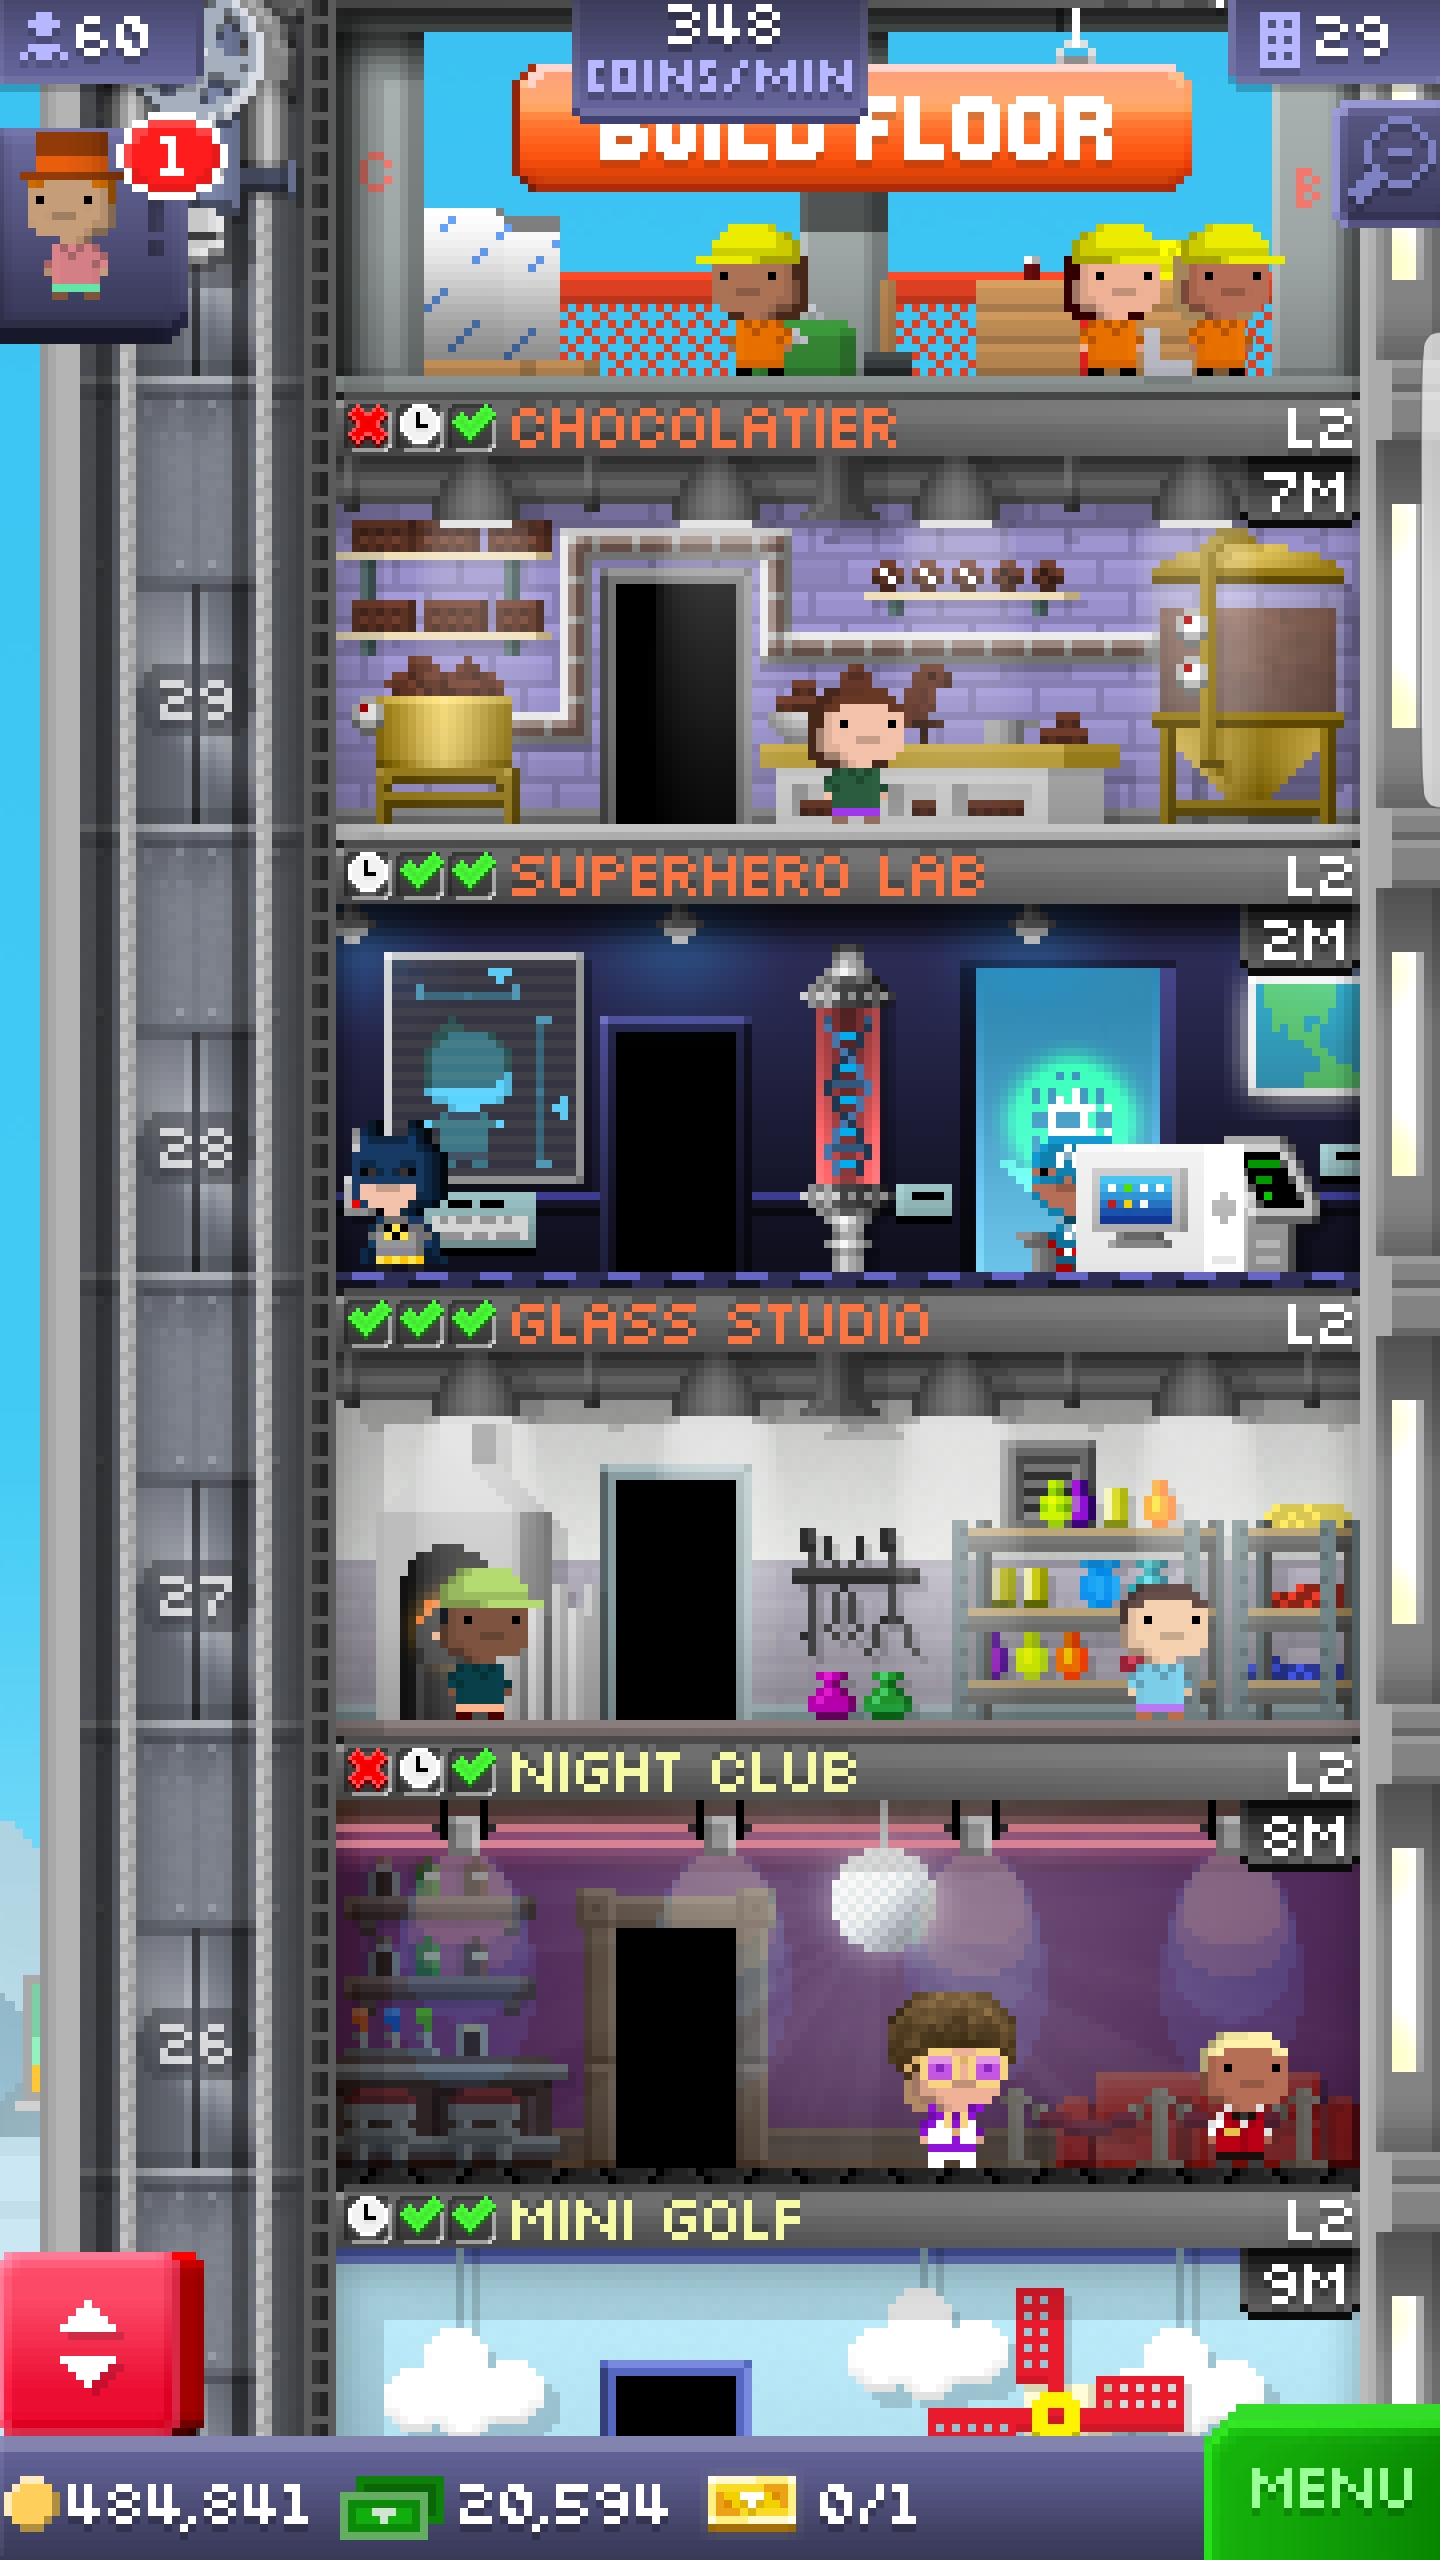 60
348
COINS/MIN
29
1
BUILD FLOOR
C
B
CHOCOLATIER L2
7M
29
SUPERHERO LAB L2
2M
28
GLASS STUDIO L2
27
NIGHT CLUB L2
8M
26
MINI GOLF L2
9M
484,841 20,594 0/1 MENU